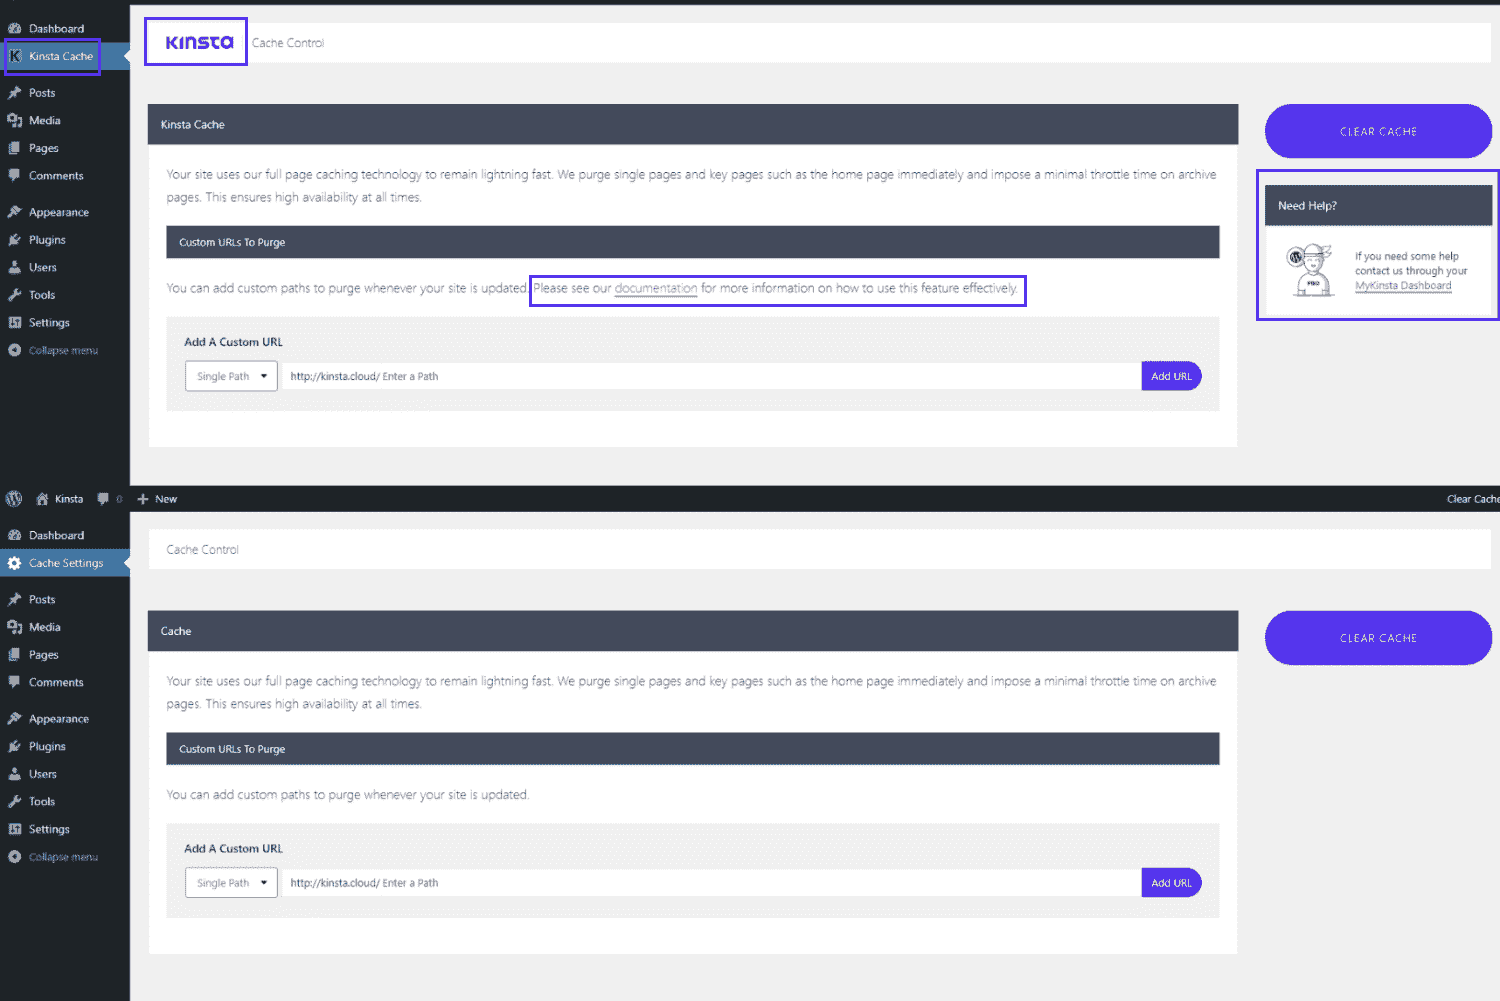 Dashboard
Kinsta Cache
Posts
Media
Pages
Comments
Appearance
Plugins
Users
Tools
Settings
Collapse menu
Kinsta Cache Control
Kinsta Cache
Your site uses our full page caching technology to remain lightning fast. We purge single pages and key pages such as the home page immediately and impose a minimal throttle time on archive
pages. This ensures high availability at all times.
Custom URLs To Purge
You can add custom paths to purge whenever your site is updated. Please see our documentation for more information on how to use this feature effectively.
Add A Custom URL
Single Path http://kinsta.cloud/ Enter a Path Add URL
CLEAR CACHE
Need Help?
If you need some help
contact us through your
MyKinsta Dashboard
Kinsta 0 New Clear Cache
Dashboard
Cache Settings
Posts
Media
Pages
Comments
Appearance
Plugins
Users
Tools
Settings
Collapse menu
Cache Control
Cache
Your site uses our full page caching technology to remain lightning fast. We purge single pages and key pages such as the home page immediately and impose a minimal throttle time on archive
pages. This ensures high availability at all times.
Custom URLs To Purge
You can add custom paths to purge whenever your site is updated.
Add A Custom URL
Single Path http://kinsta.cloud/ Enter a Path Add URL
CLEAR CACHE